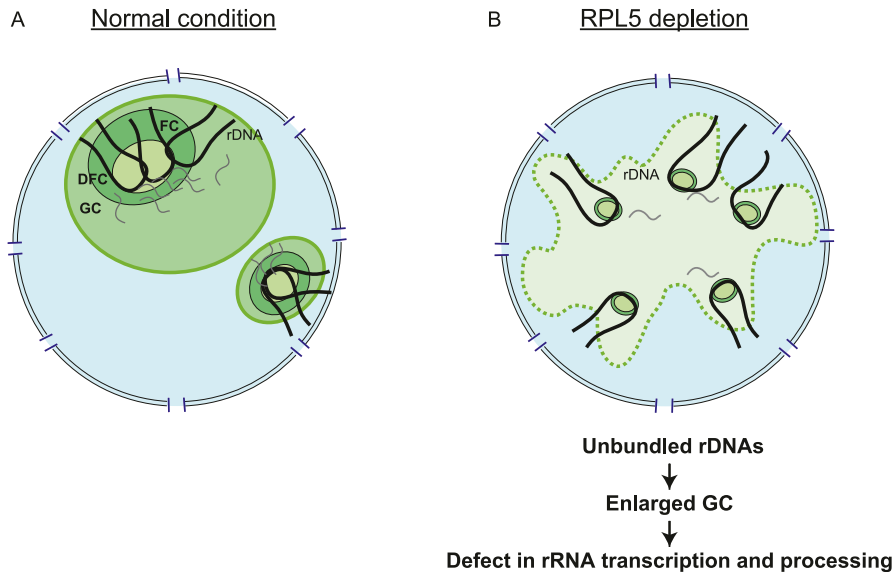 A
Normal condition
FC
rDNA
DFC
GC
B
RPL5 depletion
rDNA
Unbundled rDNAs
Enlarged GC
Defect in rRNA transcription and processing